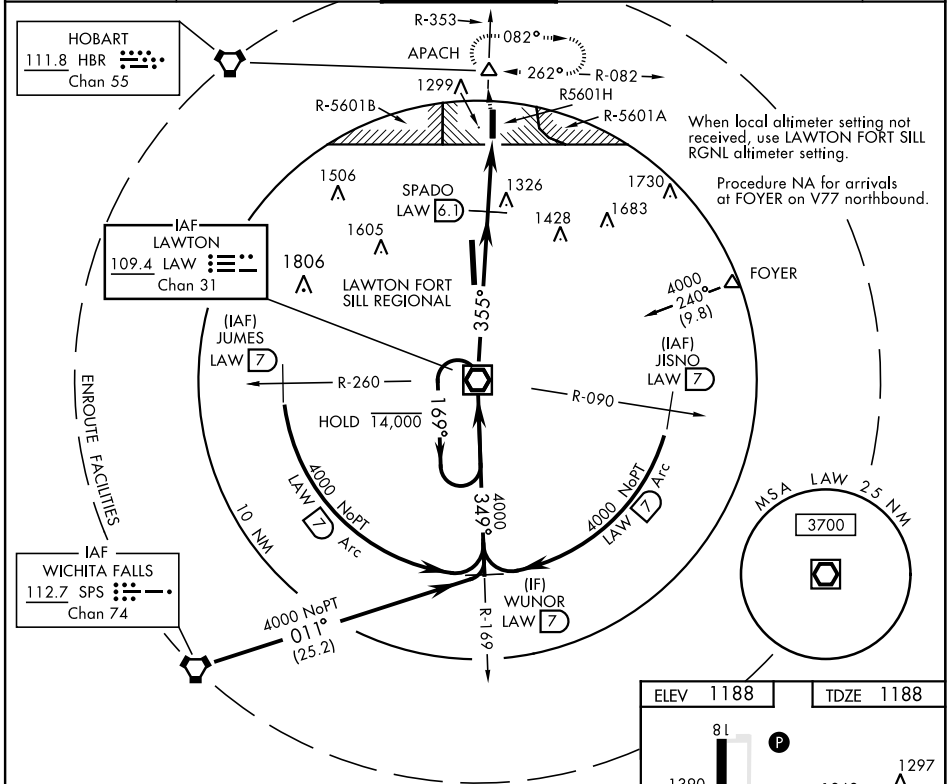 HOBART
111.8 HBR
Chan 55
R-353
APACH
082°
262°
R-082
1299
R-5601B
R5601H
R-5601A
When local altimeter setting not
received, use LAWTON FORT SILL
RGNL altimeter setting.
Procedure NA for arrivals
at FOYER on V77 northbound.
1506
SPADO
LAW 6.1
1326
1730
1683
1428
1605
IAF
LAWTON
109.4 LAW
Chan 31
1806
LAWTON FORT
SILL REGIONAL
355°
FOYER
4000
240°
(9.8)
(IAF)
JUMES
LAW 7
(IAF)
JISNO
LAW 7
R-260
R-090
HOLD 14,000
169°
ENROUTE FACILITIES
10 NM
4000 NoPT
LAW 7 Arc
4000
349°
4000 NoPT
LAW 7 Arc
MSA LAW 25 NM
3700
IAF
WICHITA FALLS
112.7 SPS
Chan 74
4000 NoPT
011°
(25.2)
(IF)
WUNOR
LAW 7
R-169
ELEV 1188
TDZE 1188
18
P
1297